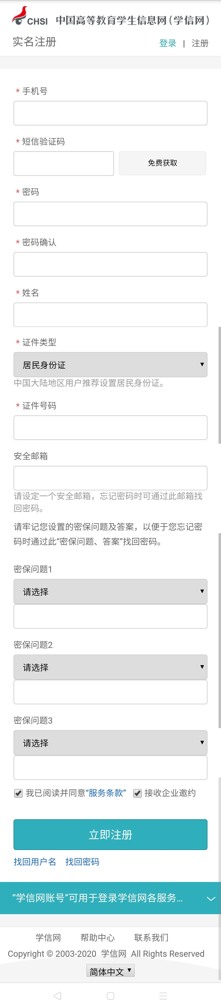 CHSI 中国高等教育学生信息网(学信网)
实名注册 登录 | 注册
* 手机号
* 短信验证码
免费获取
* 密码
* 密码确认
* 姓名
* 证件类型
居民身份证
中国大陆地区用户推荐设置居民身份证。
* 证件号码
安全邮箱
请设定一个安全邮箱，忘记密码时可通过此邮箱找
回密码。
请牢记您设置的密保问题及答案，以便于您忘记密
码时通过此“密保问题、答案”找回密码。
密保问题1
请选择
密保问题2
请选择
密保问题3
请选择
我已阅读并同意“服务条款” 接收企业邀约
立即注册
找回用户名 找回密码
“学信网账号”可用于登录学信网各服务...
学信网 帮助中心 联系我们
Copyright © 2003-2020 学信网 All Rights Reserved
简体中文